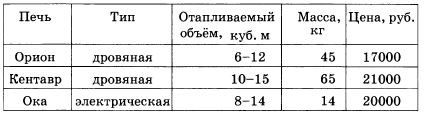 Печь Тип Отапливаемый объём, куб. м Масса, кг Цена, руб.
Орион дровяная 6–12 45 17000
Кентавр дровяная 10–15 65 21000
Ока электрическая 8–14 14 20000